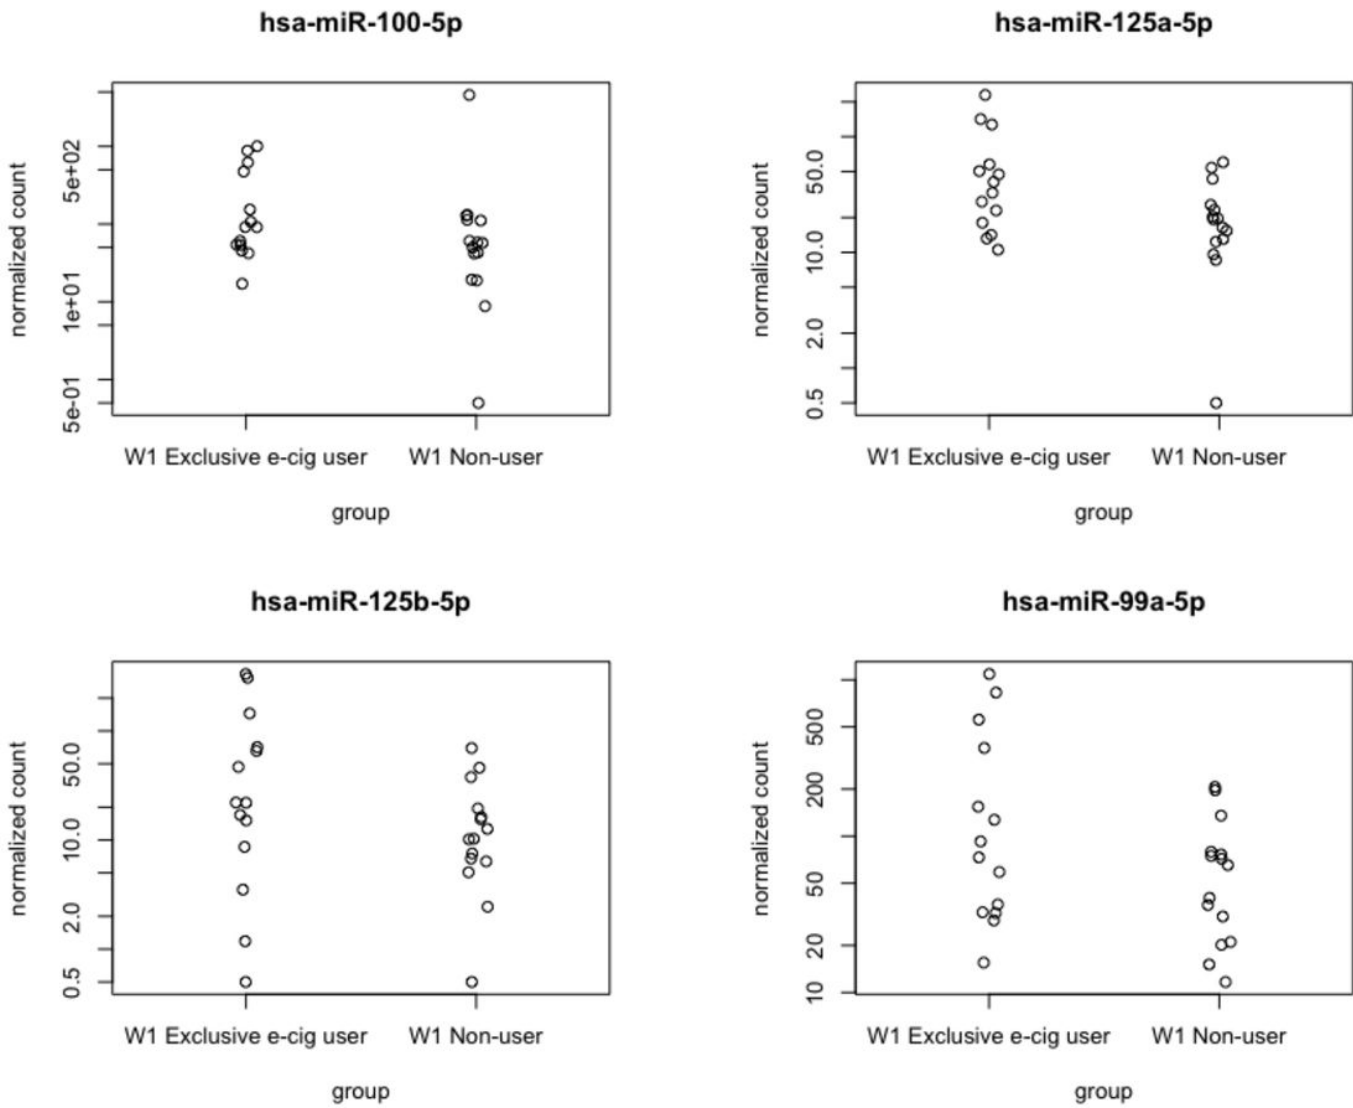 hsa-miR-100-5p
normalized count
5e+02
1e+01
5e-01
W1 Exclusive e-cig user
W1 Non-user
group
hsa-miR-125a-5p
normalized count
50.0
10.0
2.0
0.5
W1 Exclusive e-cig user
W1 Non-user
group
hsa-miR-125b-5p
normalized count
50.0
10.0
2.0
0.5
W1 Exclusive e-cig user
W1 Non-user
group
hsa-miR-99a-5p
normalized count
500
200
50
20
10
W1 Exclusive e-cig user
W1 Non-user
group